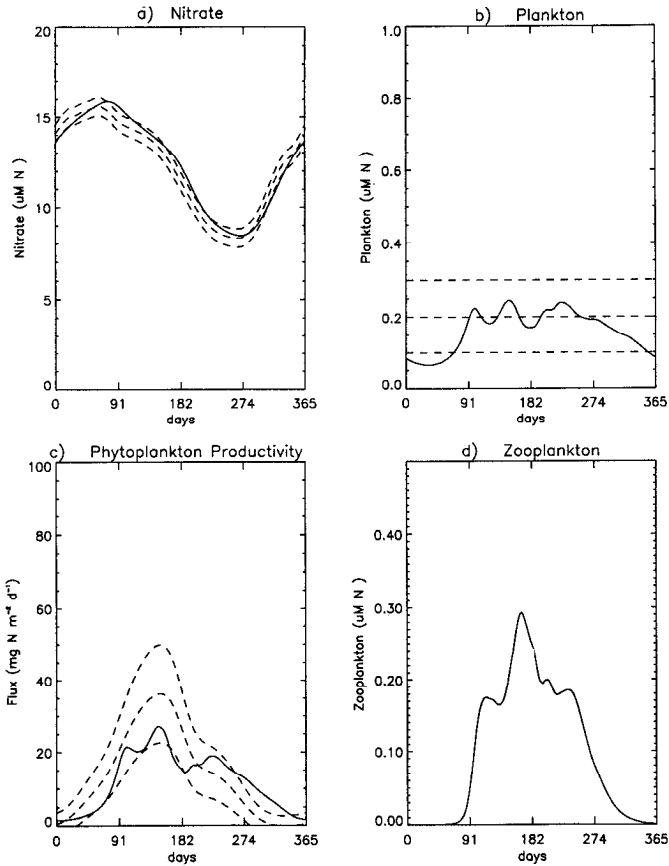 a) Nitrate
20
15
10
5
0
Nitrate (uM N )
0 91 182 274 365
days
b) Plankton
1.0
0.8
0.6
0.4
0.2
0.0
Plankton (uM N )
0 91 182 274 365
days
c) Phytoplankton Productivity
100
80
60
40
20
0
Flux (mg N m⁻² d⁻¹)
0 91 182 274 365
days
d) Zooplankton
0.40
0.30
0.20
0.10
0.00
Zooplankton (uM N )
0 91 182 274 365
days